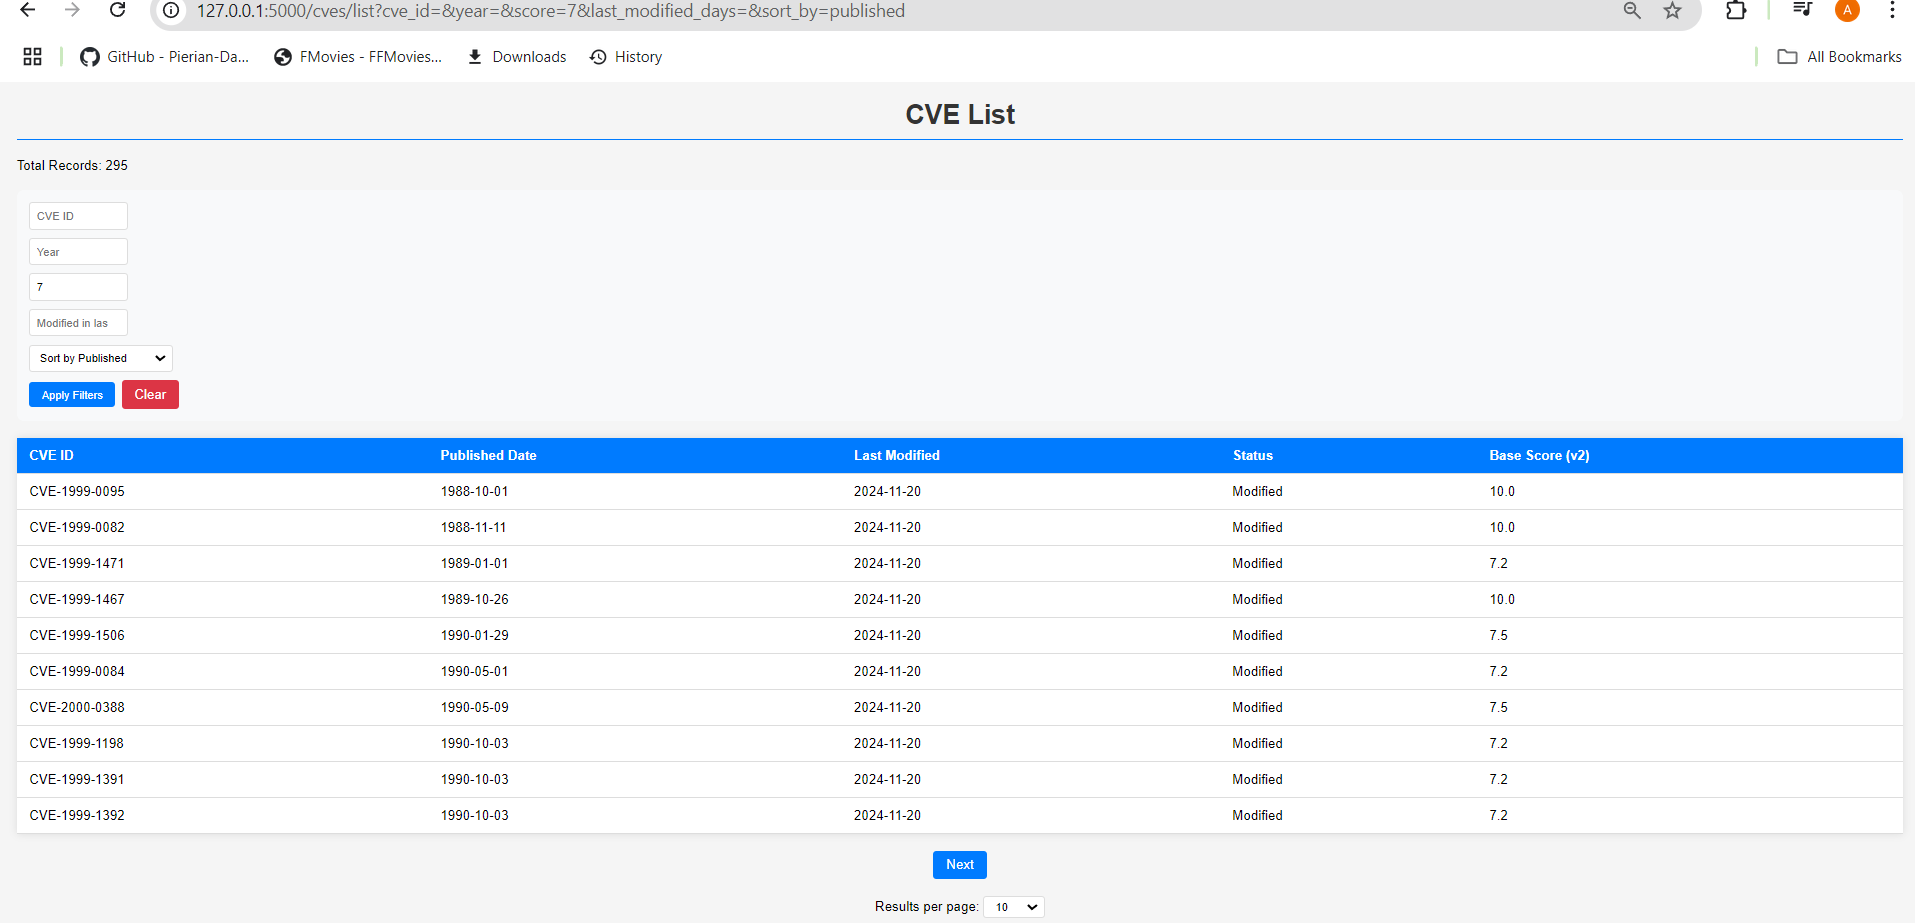 127.0.0.1:5000/cves/list?cve_id=&year=&score=7&last_modified_days=&sort_by=published
A
GitHub - Pierian-Da...
FMovies - FFMovies...
Downloads
History
All Bookmarks
CVE List
Total Records: 295
CVE ID
Year
7
Modified in las
Sort by Published
Apply Filters Clear
CVE ID Published Date Last Modified Status Base Score (v2)
CVE-1999-0095 1988-10-01 2024-11-20 Modified 10.0
CVE-1999-0082 1988-11-11 2024-11-20 Modified 10.0
CVE-1999-1471 1989-01-01 2024-11-20 Modified 7.2
CVE-1999-1467 1989-10-26 2024-11-20 Modified 10.0
CVE-1999-1506 1990-01-29 2024-11-20 Modified 7.5
CVE-1999-0084 1990-05-01 2024-11-20 Modified 7.2
CVE-2000-0388 1990-05-09 2024-11-20 Modified 7.5
CVE-1999-1198 1990-10-03 2024-11-20 Modified 7.2
CVE-1999-1391 1990-10-03 2024-11-20 Modified 7.2
CVE-1999-1392 1990-10-03 2024-11-20 Modified 7.2
Next
Results per page: 10